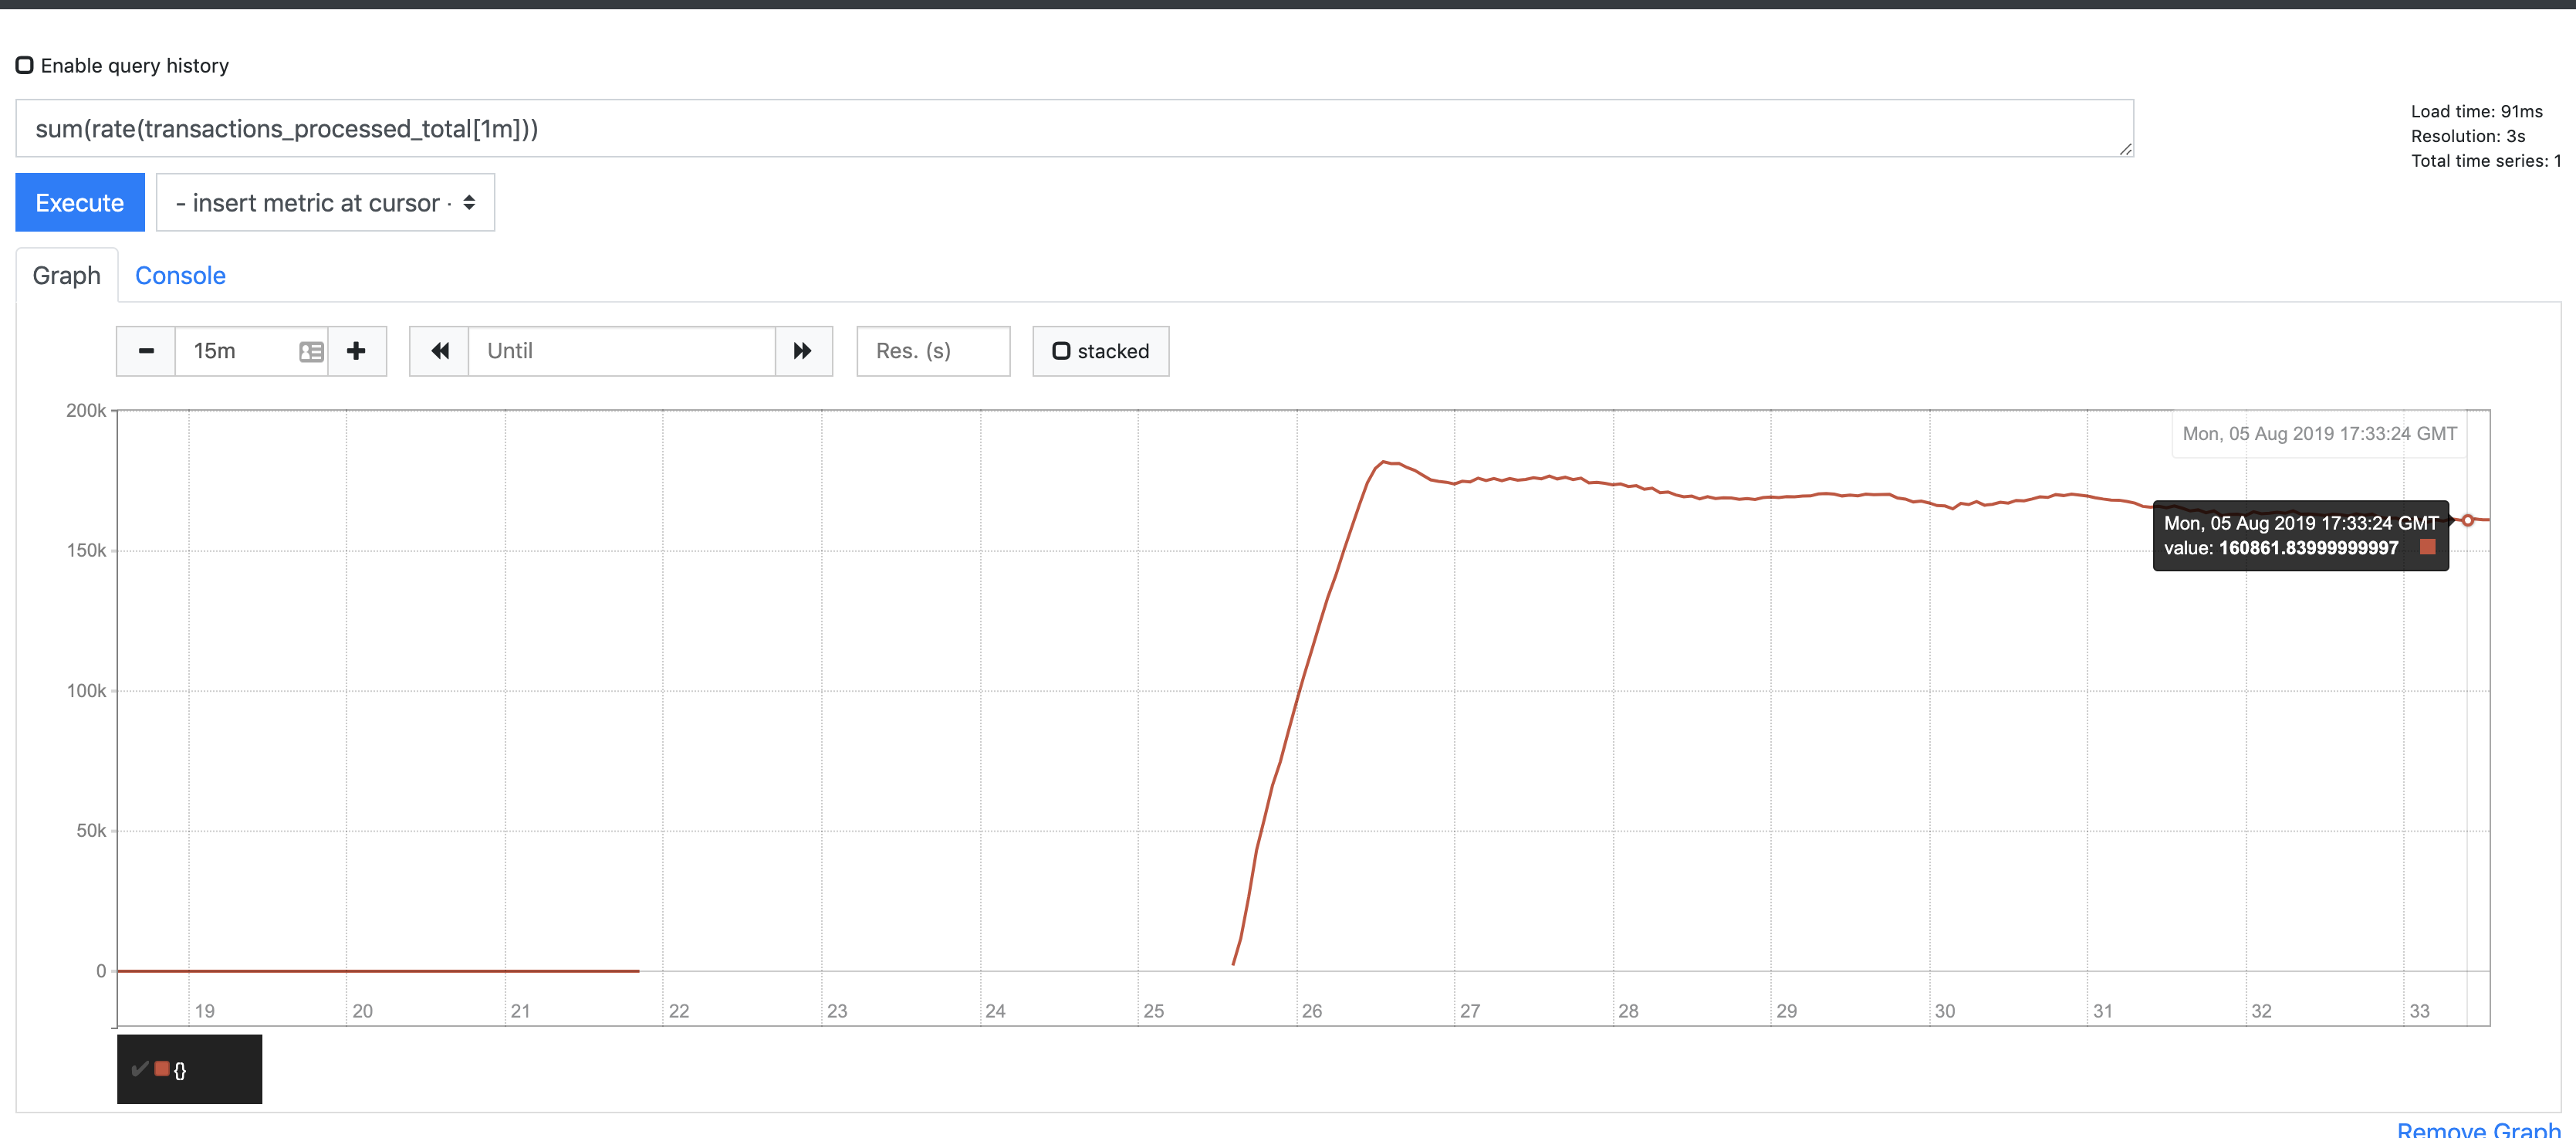 Enable query history
sum(rate(transactions_processed_total[1m]))
Load time: 91ms
Resolution: 3s
Total time series: 1
Execute
- insert metric at cursor -
Graph Console
15m Until Res. (s) stacked
200k
150k
100k
50k
0
Mon, 05 Aug 2019 17:33:24 GMT
Mon, 05 Aug 2019 17:33:24 GMT
value: 160861.83999999997
19 20 21 22 23 24 25 26 27 28 29 30 31 32 33
{}
Remove Graph